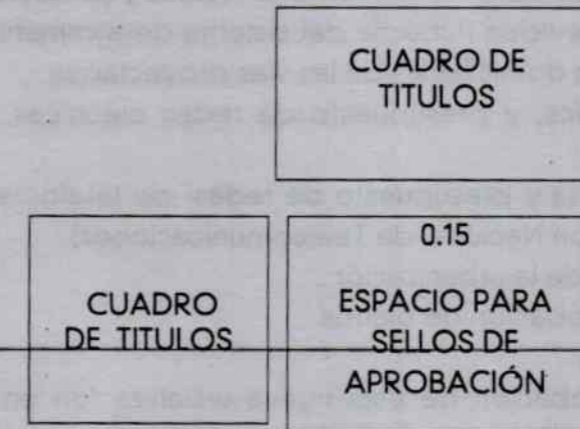 CUADRO DE
TITULOS
CUADRO
DE TITULOS
0.15
ESPACIO PARA
SELLOS DE
APROBACIÓN